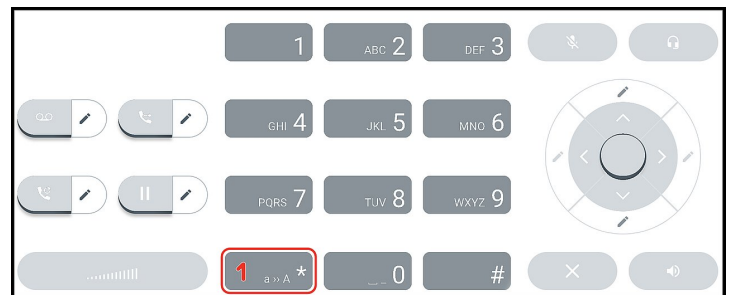 1
ABC 2
DEF 3
GHI 4
JKL 5
MNO 6
PQRS 7
TUV 8
WXYZ 9
1
a » A *
0
#